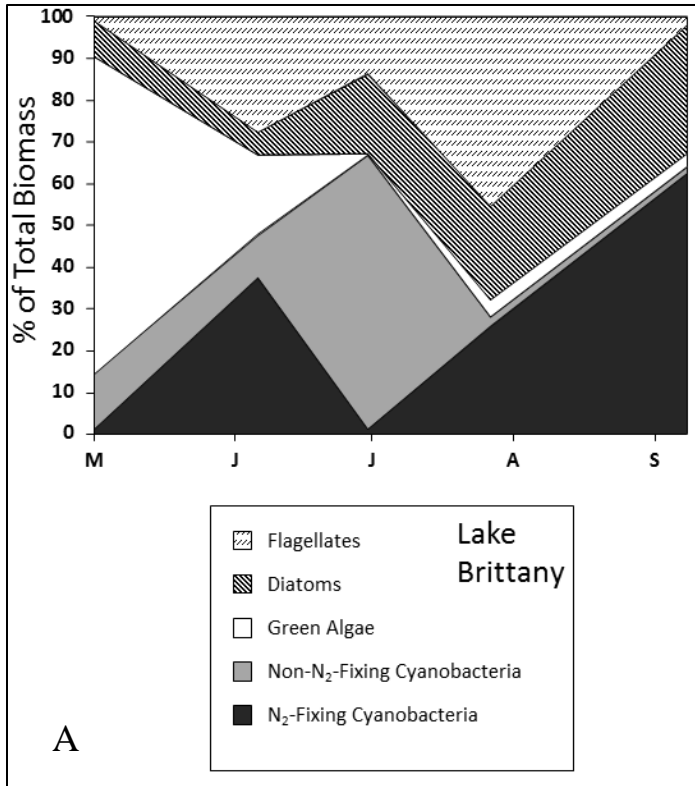 % of Total Biomass
100
90
80
70
60
50
40
30
20
10
0
M J J A S
Lake
Brittany
Flagellates
Diatoms
Green Algae
Non-N₂-Fixing Cyanobacteria
N₂-Fixing Cyanobacteria
A